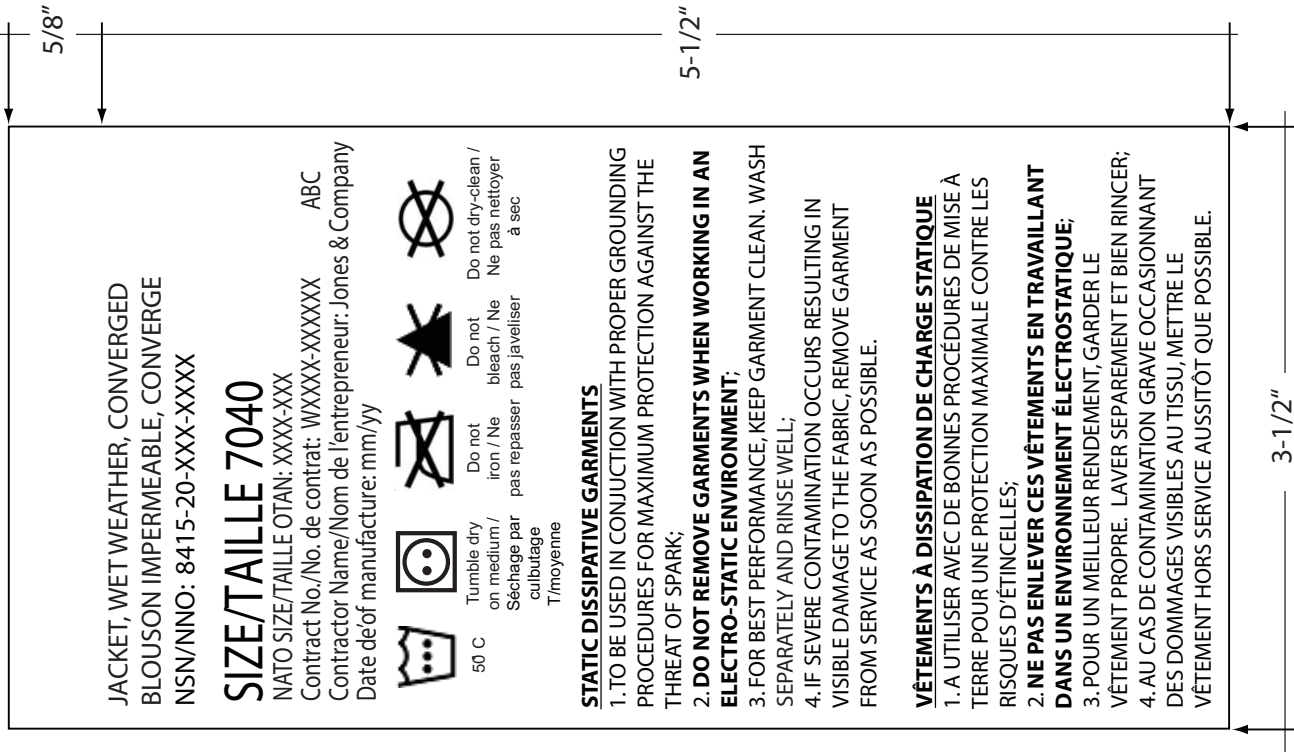 5/8"
5-1/2"
3-1/2"
JACKET, WET WEATHER, CONVERGED
BLOUSON IMPERMEABLE, CONVERGE
NSN/NNO: 8415-20-XXX-XXXX
SIZE/TAILLE 7040
NATO SIZE/TAILLE OTAN: XXXX-XXX
Contract No./No. de contrat: WXXXX-XXXXXX ABC
Contractor Name/Nom de l'entrepreneur: Jones & Company
Date de'of manufacture: mm/yy
50 C
Tumble dry
on medium /
Séchage par
culbutage
T/moyenne
Do not
iron / Ne
pas repasser
Do not
bleach / Ne
pas javeliser
Do not dry-clean /
Ne pas nettoyer
à sec
STATIC DISSIPATIVE GARMENTS
1. TO BE USED IN CONJUCTION WITH PROPER GROUNDING
PROCEDURES FOR MAXIMUM PROTECTION AGAINST THE
THREAT OF SPARK;
2. DO NOT REMOVE GARMENTS WHEN WORKING IN AN
ELECTRO-STATIC ENVIRONMENT;
3. FOR BEST PERFORMANCE, KEEP GARMENT CLEAN. WASH
SEPARATELY AND RINSE WELL;
4. IF SEVERE CONTAMINATION OCCURS RESULTING IN
VISIBLE DAMAGE TO THE FABRIC, REMOVE GARMENT
FROM SERVICE AS SOON AS POSSIBLE.
VÊTEMENTS À DISSIPATION DE CHARGE STATIQUE
1. A UTILISER AVEC DE BONNES PROCÉDURES DE MISE À
TERRE POUR UNE PROTECTION MAXIMALE CONTRE LES
RISQUES D'ÉTINCELLES;
2. NE PAS ENLEVER CES VÊTEMENTS EN TRAVAILLANT
DANS UN ENVIRONNEMENT ÉLECTROSTATIQUE;
3. POUR UN MEILLEUR RENDEMENT, GARDER LE
VÊTEMENT PROPRE. LAVER SEPAREMENT ET BIEN RINCER;
4. AU CAS DE CONTAMINATION GRAVE OCCASIONNANT
DES DOMMAGES VISIBLES AU TISSU, METTRE LE
VÊTEMENT HORS SERVICE AUSSITÔT QUE POSSIBLE.